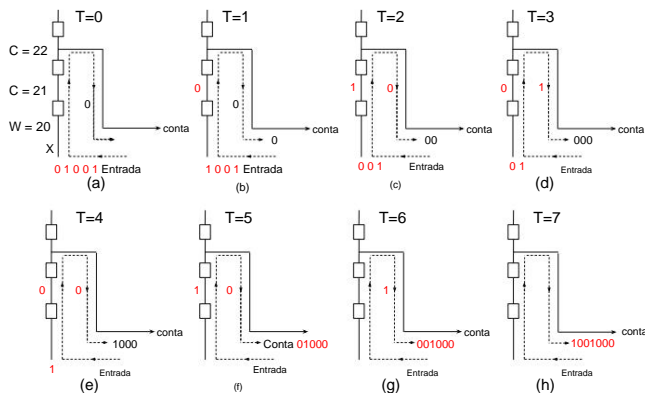 T=0
C = 22
C = 21
0
W = 20
conta
X
0 1 0 0 1 Entrada
(a)
T=1
0
0
conta
0
1 0 0 1 Entrada
(b)
T=2
1 0
conta
00
0 0 1 Entrada
(c)
T=3
0 1
conta
000
0 1 Entrada
(d)
T=4
0 0
conta
1000
Entrada
1
(e)
T=5
1 0
conta
Conta 01000
Entrada
(f)
T=6
1
conta
001000
Entrada
(g)
T=7
conta
1001000
Entrada
(h)